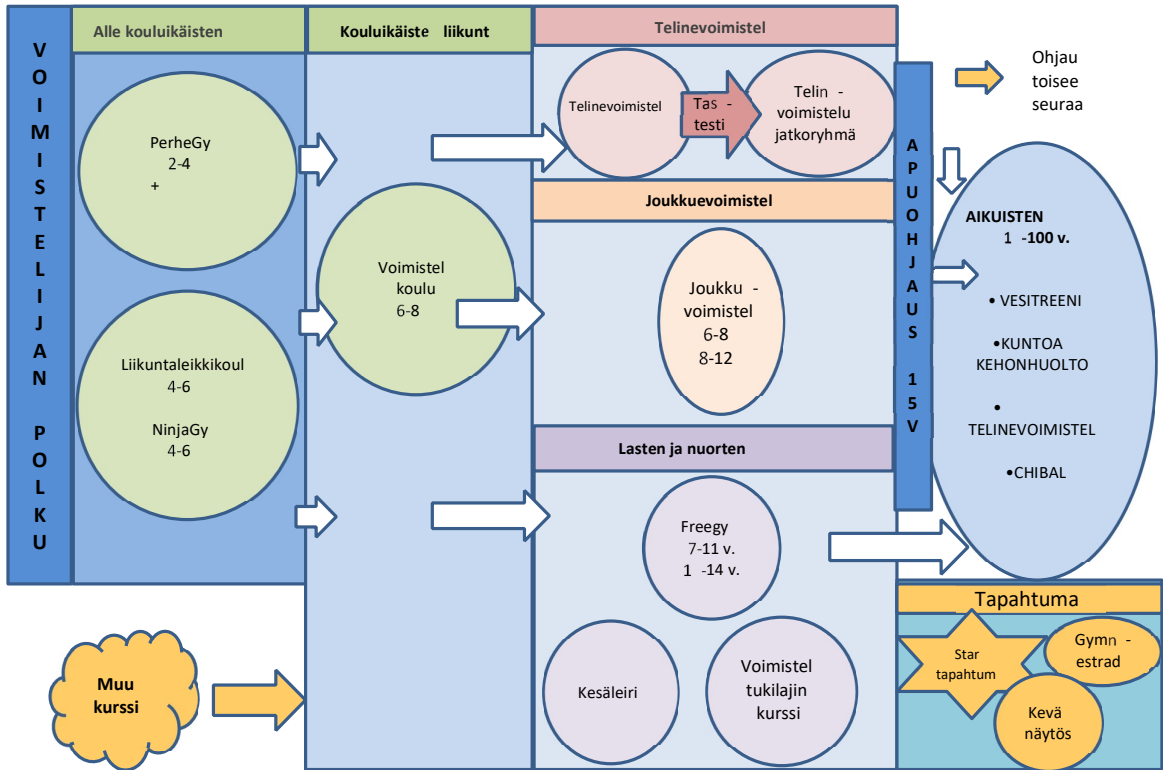 VOIMISTELIJAN POLKU
Alle kouluikäisten
PerheGy
2-4
+
Liikuntaleikkikoul
4-6
NinjaGy
4-6
Muu
kurssi
Kouluikäiste liikunt
Voimistel
koulu
6-8
Telinevoimistel
Telinevoimistel
Tas -
testi
Telin -
voimistelu
jatkoryhmä
Joukkuevoimistel
Joukku -
voimistel
6-8
8-12
Lasten ja nuorten
Freegy
7-11 v.
1 -14 v.
Kesäleiri
Voimistel
tukilajin
kurssi
APUOHJAUS 15V
Ohjau
toisee
seuraa
AIKUISTEN
1 -100 v.
• VESITREENI
•KUNTOA
KEHONHUOLTO
•
TELINEVOIMISTEL
•CHIBAL
Tapahtuma
Star
tapahtum
Gymn -
estrad
Kevä
näytös